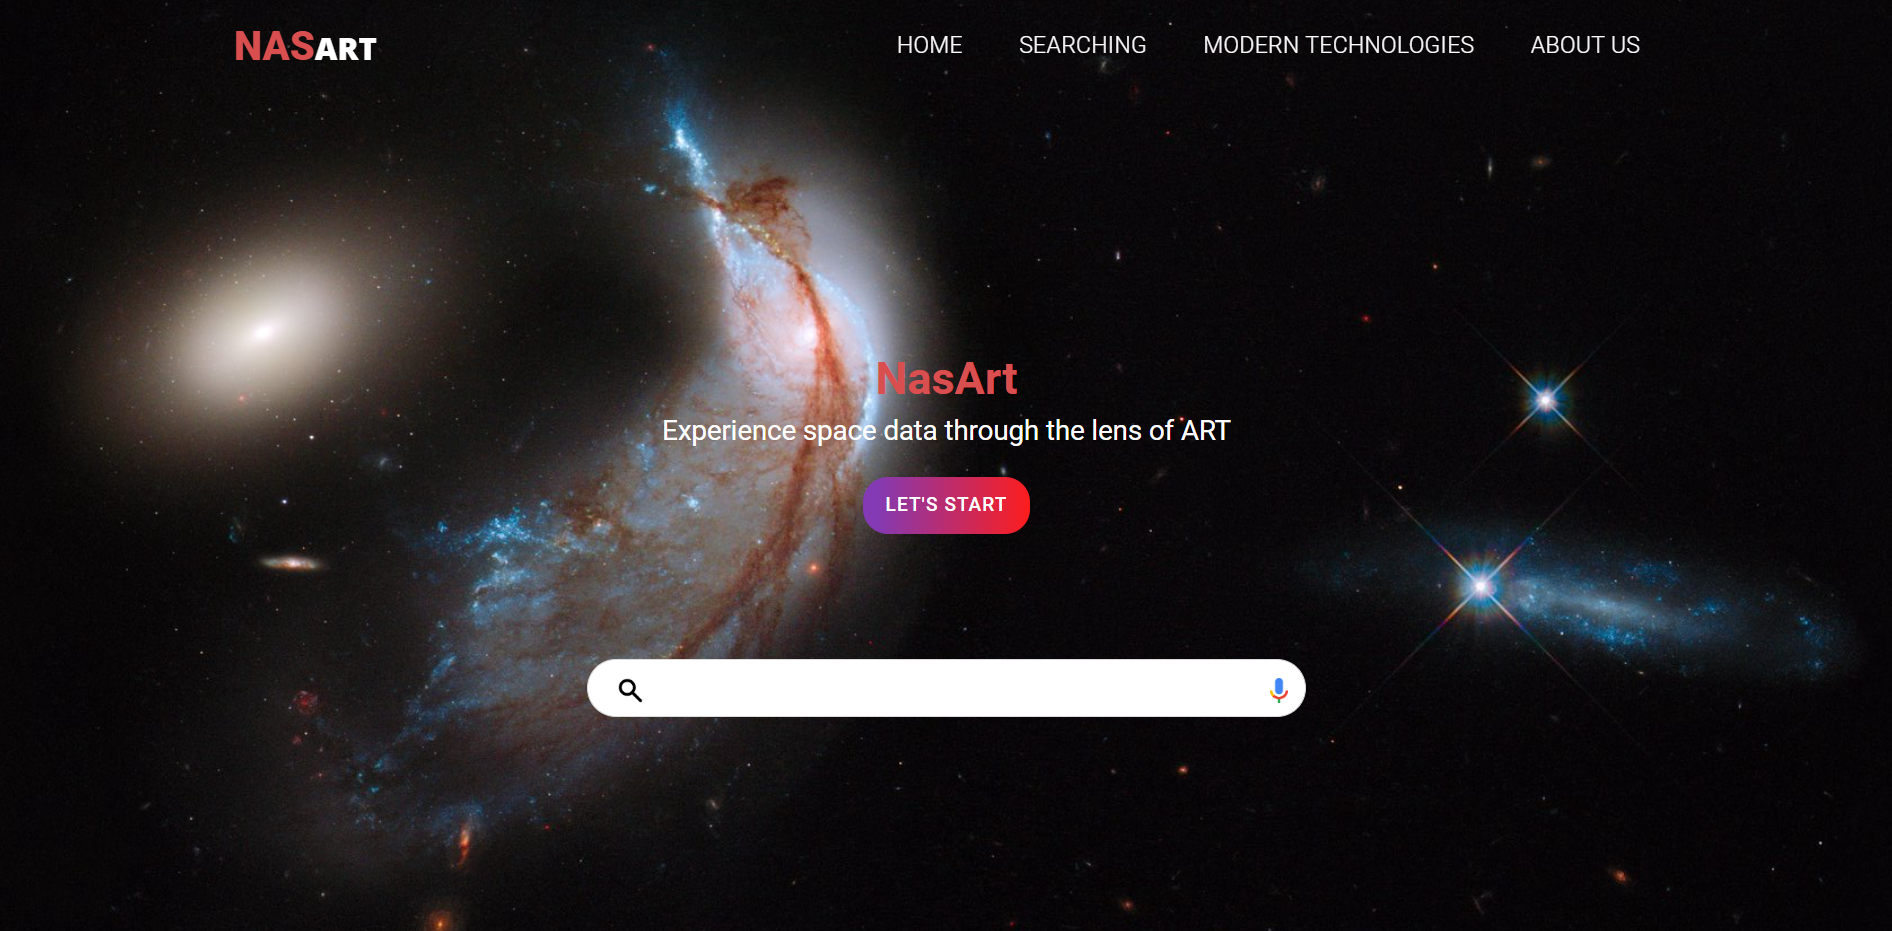 NASART
HOME
SEARCHING
MODERN TECHNOLOGIES
ABOUT US
NasArt
Experience space data through the lens of ART
LET'S START